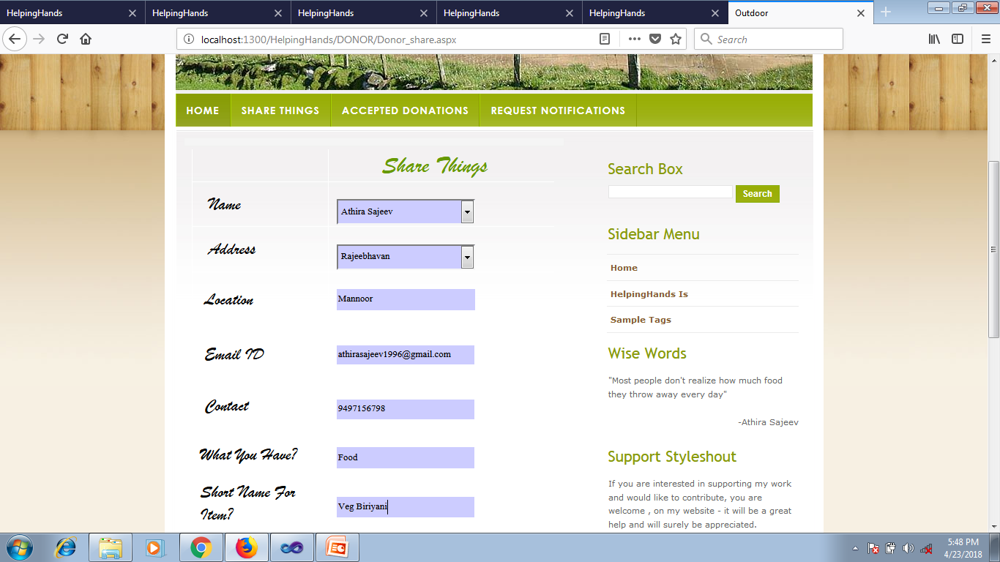 HelpingHands
HelpingHands
HelpingHands
HelpingHands
HelpingHands
Outdoor
localhost:1300/HelpingHands/DONOR/Donor_share.aspx
Search
HOME
SHARE THINGS
ACCEPTED DONATIONS
REQUEST NOTIFICATIONS
Share Things
Name
Athira Sajeev
Address
Rajeebhavan
Location
Mannoor
Email ID
athirasajeev1996@gmail.com
Contact
9497156798
What You Have?
Food
Short Name For
Item?
Veg Biriyani
Search Box
Search
Sidebar Menu
Home
HelpingHands Is
Sample Tags
Wise Words
"Most people don't realize how much food
they throw away every day"
-Athira Sajeev
Support Styleshout
If you are interested in supporting my work
and would like to contribute, you are
welcome , on my website - it will be a great
help and will surely be appreciated.
5:48 PM
4/23/2018